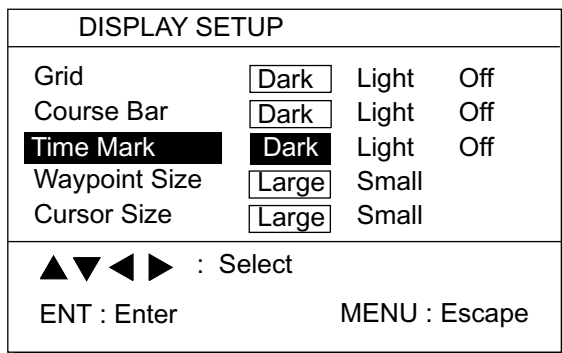 DISPLAY SETUP
Grid Dark Light Off
Course Bar Dark Light Off
Time Mark Dark Light Off
Waypoint Size Large Small
Cursor Size Large Small
▲▼◀ ▶ : Select
ENT : Enter MENU : Escape